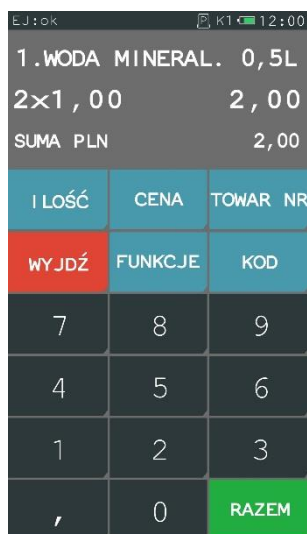 EJ:ok P K1 12:00
1.WODA MINERAL. 0,5L
2x1,00 2,00
SUMA PLN 2,00
ILOŚĆ CENA TOWAR NR
WYJDŹ FUNKCJE KOD
7 8 9
4 5 6
1 2 3
, 0 RAZEM